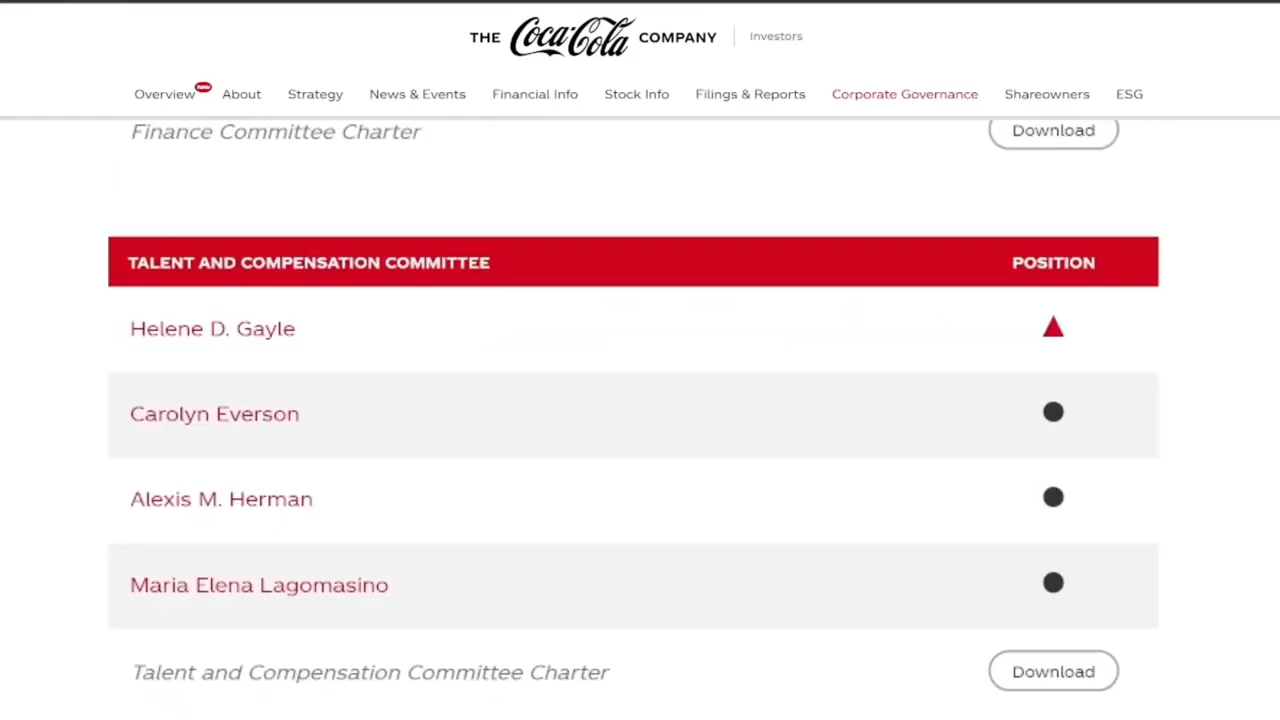 THE Coca-Cola COMPANY Investors
Overview new About Strategy News & Events Financial Info Stock Info Filings & Reports Corporate Governance Shareowners ESG
Finance Committee Charter Download
TALENT AND COMPENSATION COMMITTEE POSITION
Helene D. Gayle
Carolyn Everson
Alexis M. Herman
Maria Elena Lagomasino
Talent and Compensation Committee Charter Download